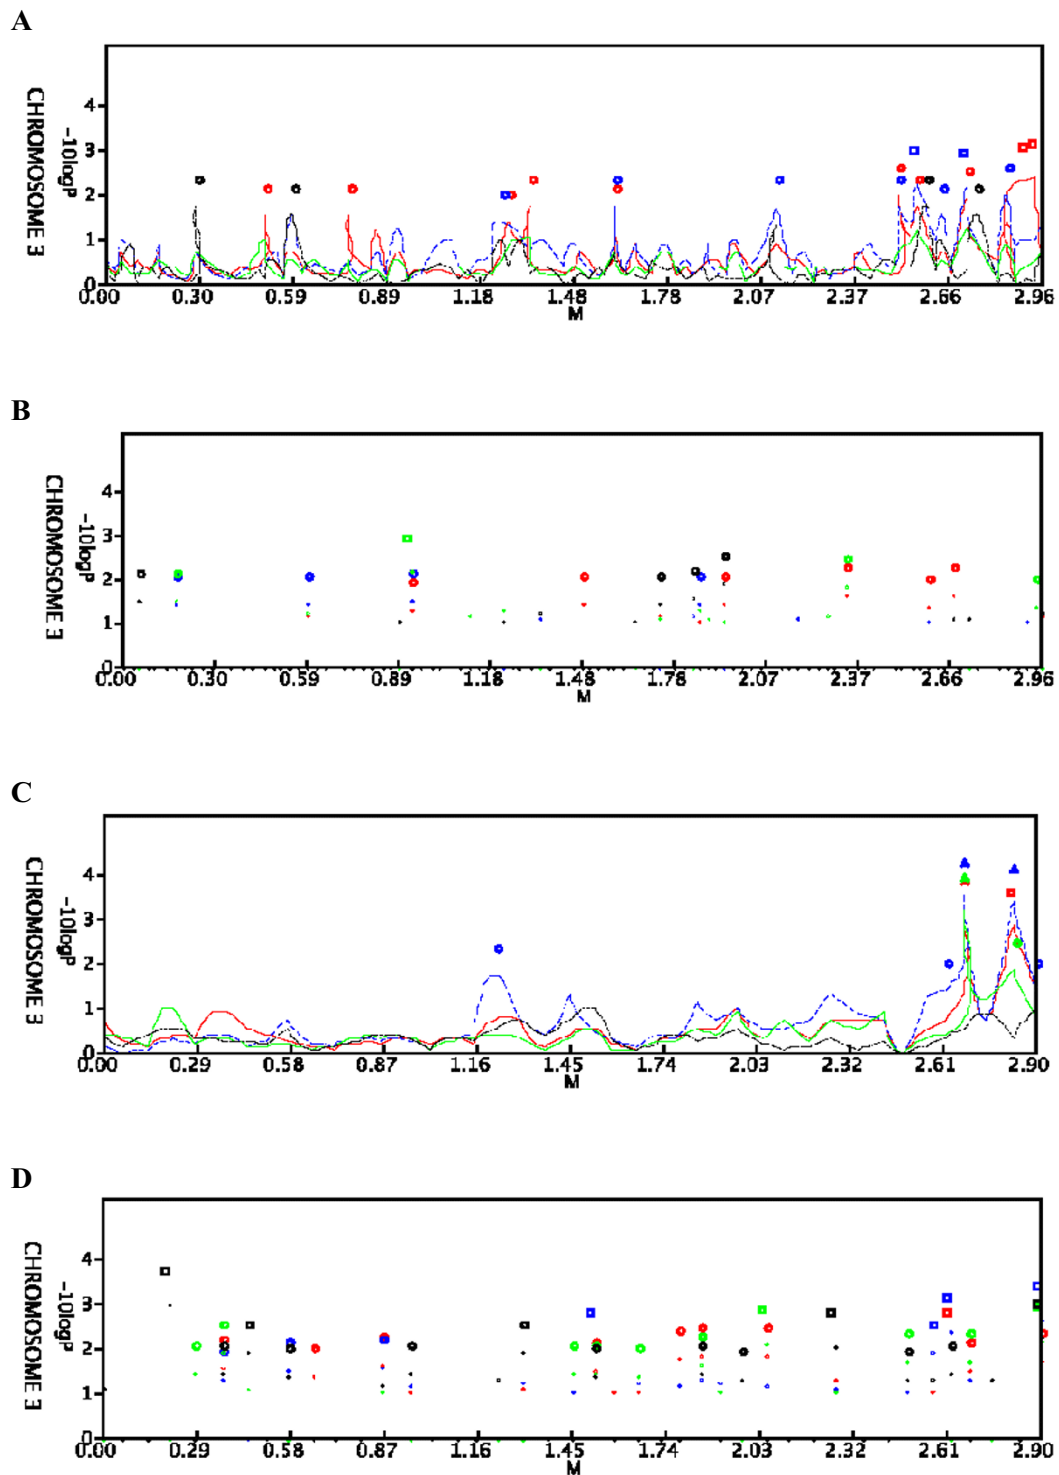 A
CHROMOSOME 3
-10logP
4
3
2
1
0
0.00 0.30 0.59 0.89 1.18 1.48 1.78 2.07 2.37 2.66 2.96
M
B
CHROMOSOME 3
-10logP
4
3
2
1
0
0.00 0.30 0.59 0.89 1.18 1.48 1.78 2.07 2.37 2.66 2.96
M
C
CHROMOSOME 3
-10logP
4
3
2
1
0
0.00 0.29 0.58 0.87 1.16 1.45 1.74 2.03 2.32 2.61 2.90
M
D
CHROMOSOME 3
-10logP
4
3
2
1
0
0.00 0.29 0.58 0.87 1.16 1.45 1.74 2.03 2.32 2.61 2.90
M